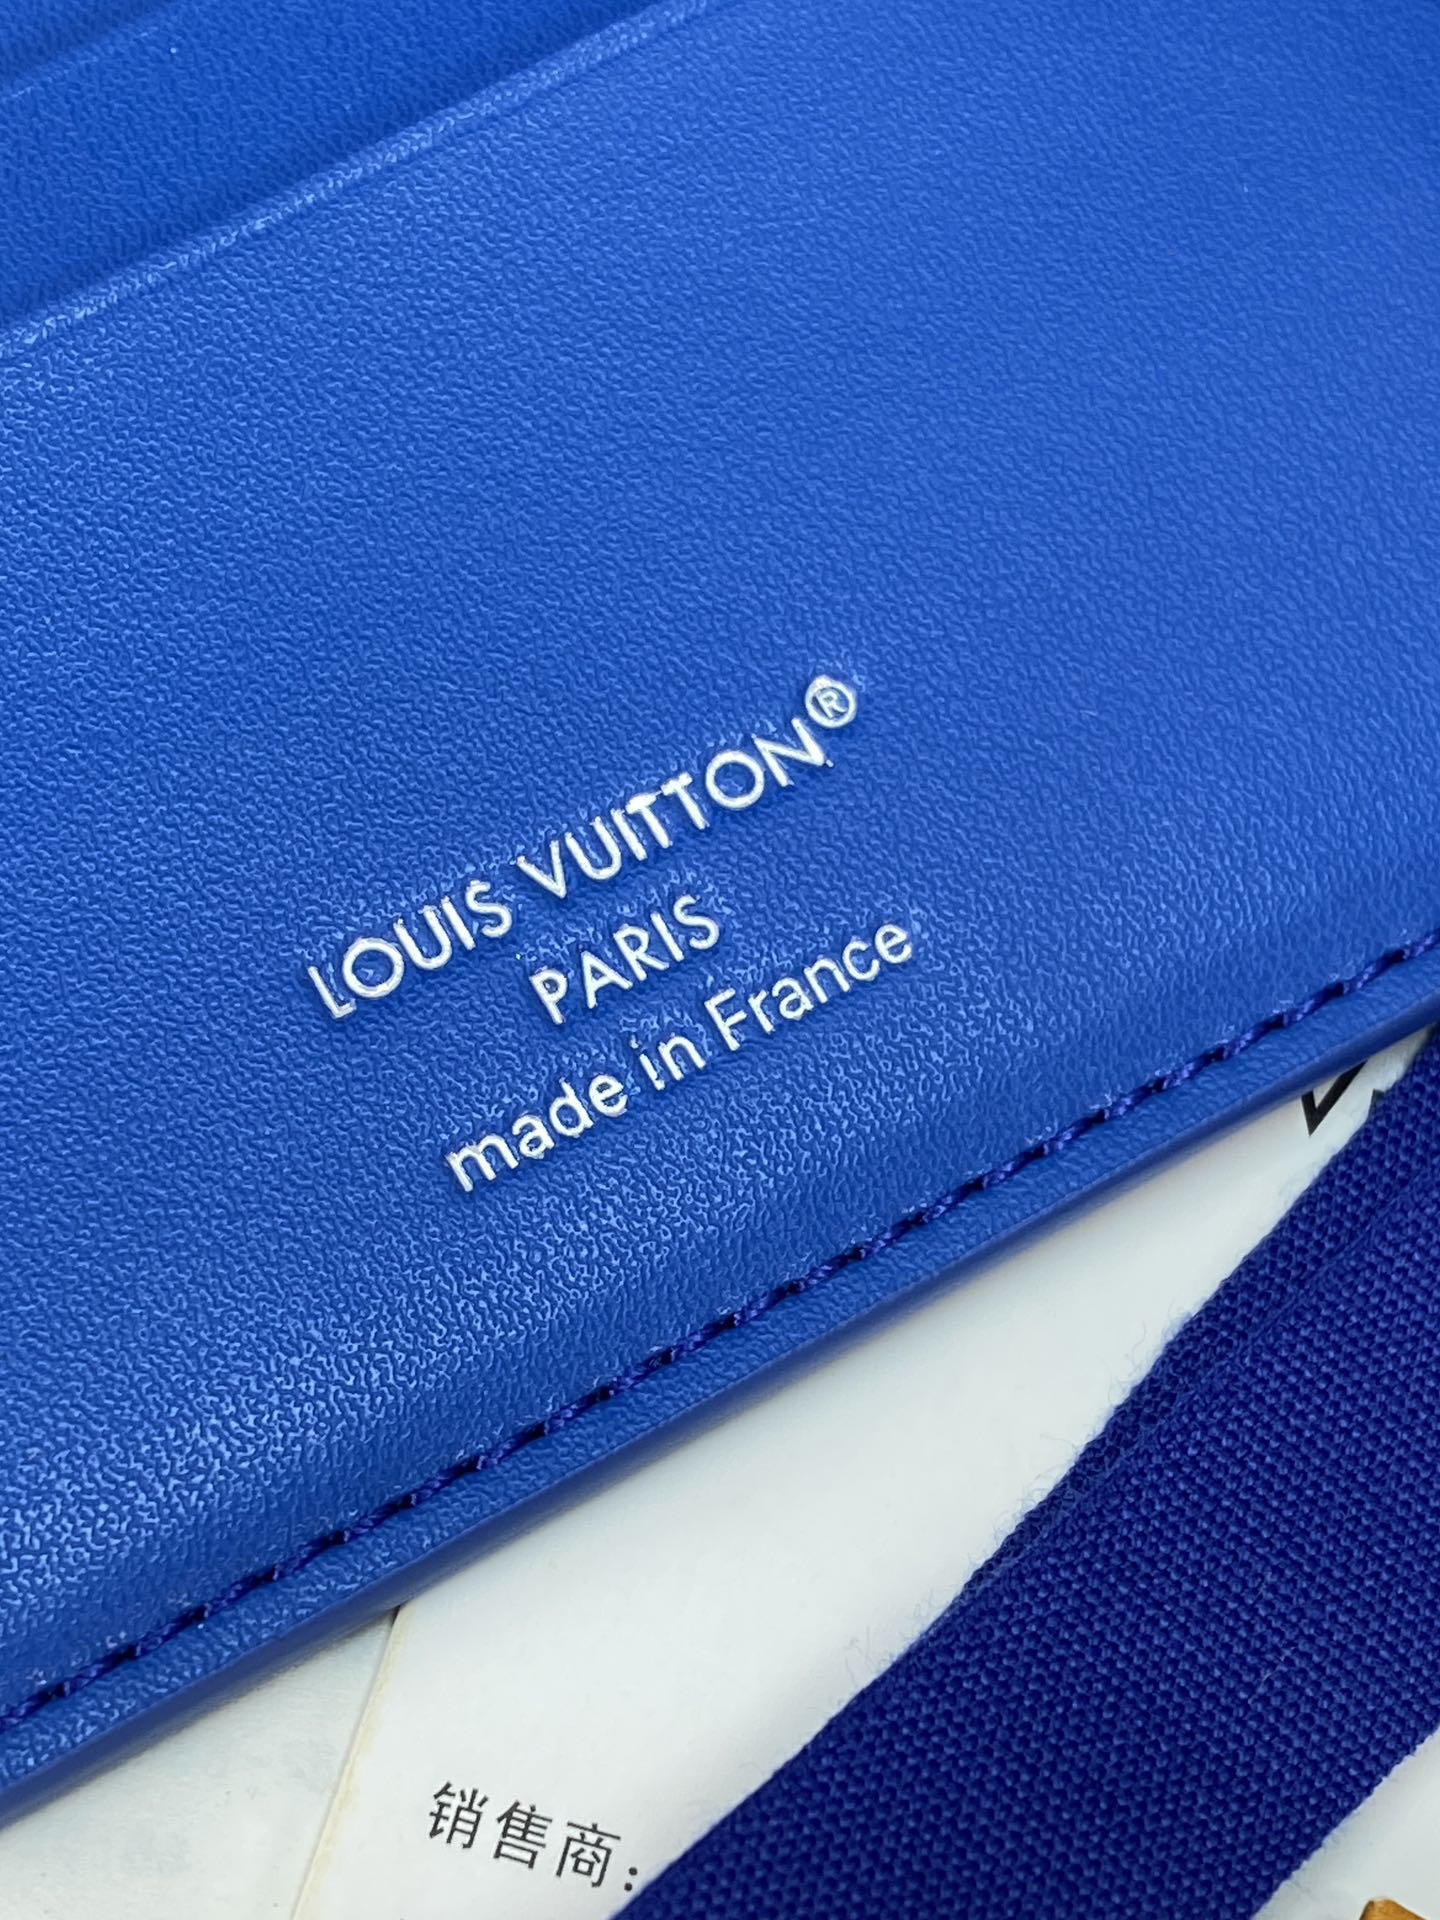 LOUIS VUITTON®
PARIS
made in France
销售商: